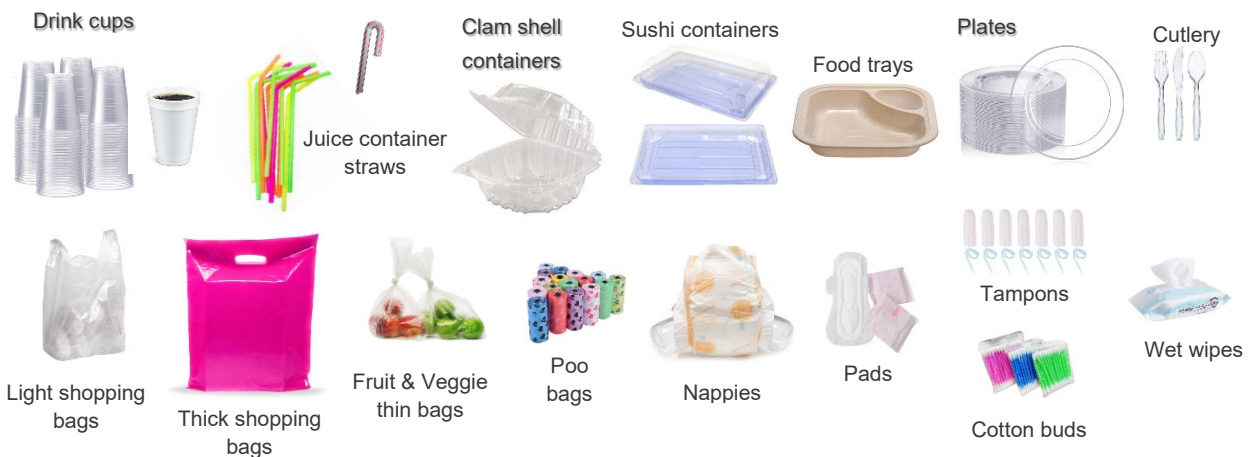 Drink cups
Juice container
straws
Clam shell
containers
Sushi containers
Food trays
Plates
Cutlery
Light shopping
bags
Thick shopping
bags
Fruit & Veggie
thin bags
Poo
bags
Nappies
Pads
Tampons
Cotton buds
Wet wipes